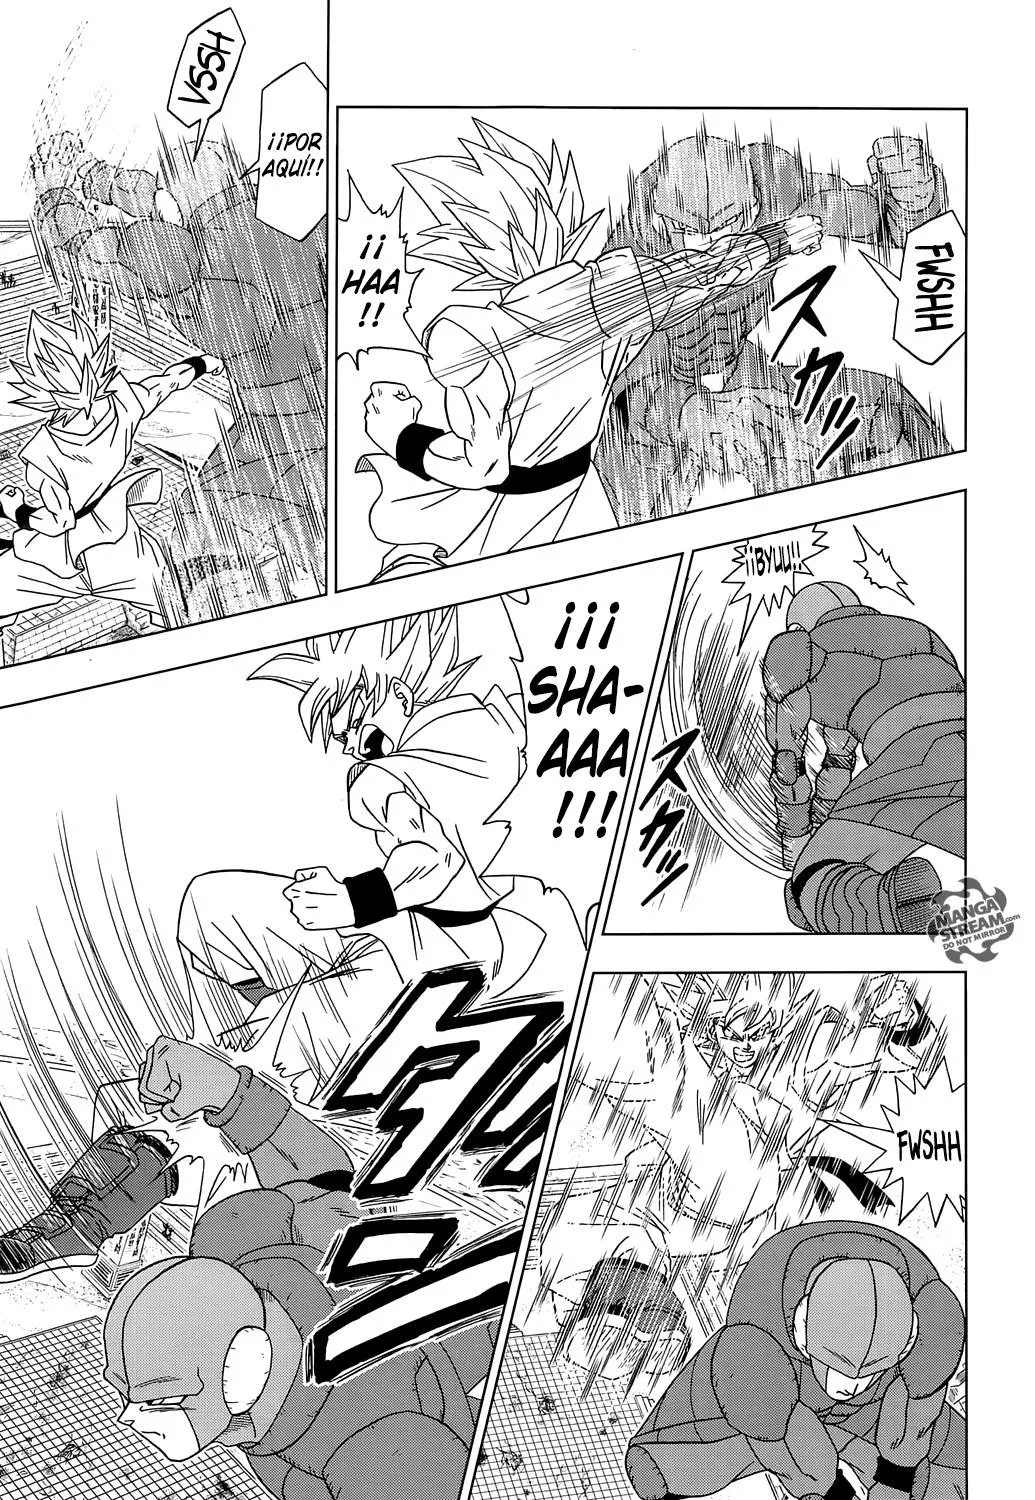 FWSHH
¡¡
HAA
!!
スカッ
¡¡POR
AQUÍ!!
VSSH
¡¡BYUU!!
スカッ
¡¡¡
SHA-
AAA
!!!
FWSHH
MANGA
STREAM.com
DO NOT MIRROR